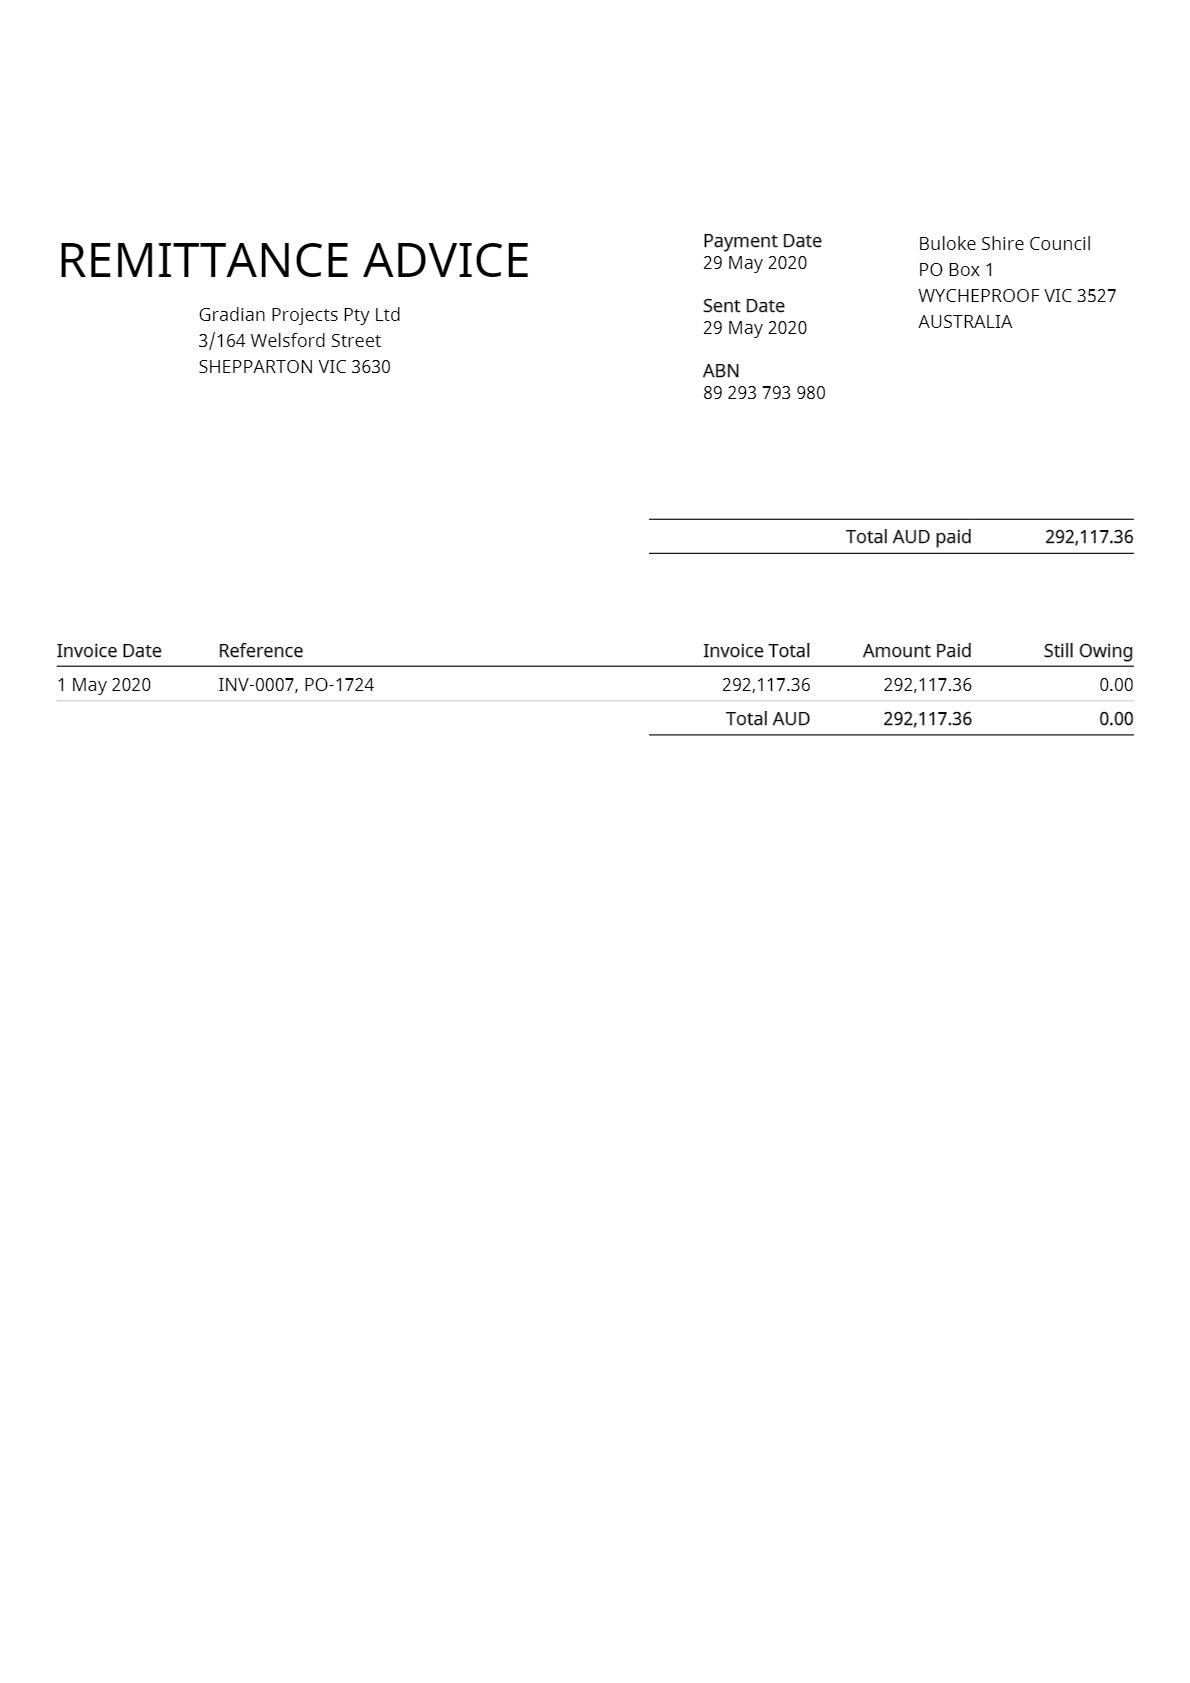 REMITTANCE ADVICE
Gradian Projects Pty Ltd
3/164 Welsford Street
SHEPPARTON VIC 3630
Payment Date
29 May 2020
Sent Date
29 May 2020
ABN
89 293 793 980
Buloke Shire Council
PO Box 1
WYCHEPROOF VIC 3527
AUSTRALIA
Total AUD paid 292,117.36
Invoice Date Reference Invoice Total Amount Paid Still Owing
1 May 2020 INV-0007, PO-1724 292,117.36 292,117.36 0.00
Total AUD 292,117.36 0.00